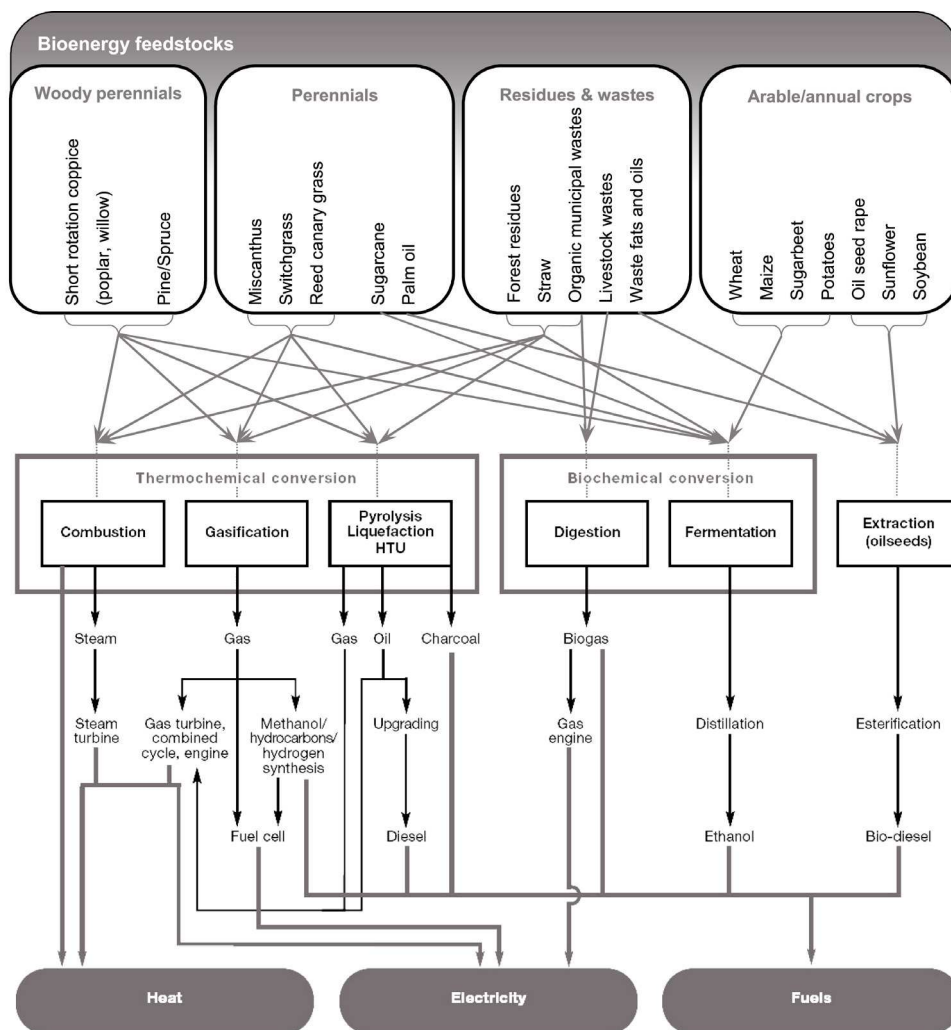 Bioenergy feedstocks
Woody perennials
Perennials
Residues & wastes
Arable/annual crops
Short rotation coppice
(poplar, willow)
Pine/Spruce
Miscanthus
Switchgrass
Reed canary grass
Sugarcane
Palm oil
Forest residues
Straw
Organic municipal wastes
Livestock wastes
Waste fats and oils
Wheat
Maize
Sugarbeet
Potatoes
Oil seed rape
Sunflower
Soybean
Thermochemical conversion
Biochemical conversion
Combustion
Gasification
Pyrolysis
Liquefaction
HTU
Digestion
Fermentation
Extraction
(oilseeds)
Steam
Gas
Gas
Oil
Charcoal
Biogas
Steam
turbine
Gas turbine,
combined
cycle, engine
Methanol/
hydrocarbons/
hydrogen
synthesis
Upgrading
Gas
engine
Distillation
Esterification
Fuel cell
Diesel
Ethanol
Bio-diesel
Heat
Electricity
Fuels